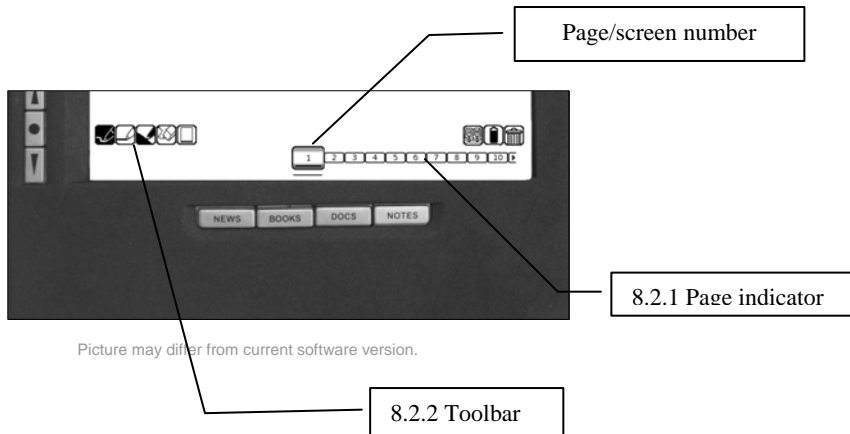 Page/screen number
1 2 3 4 5 6 7 8 9 10
NEWS BOOKS DOCS NOTES
8.2.1 Page indicator
Picture may differ from current software version.
8.2.2 Toolbar